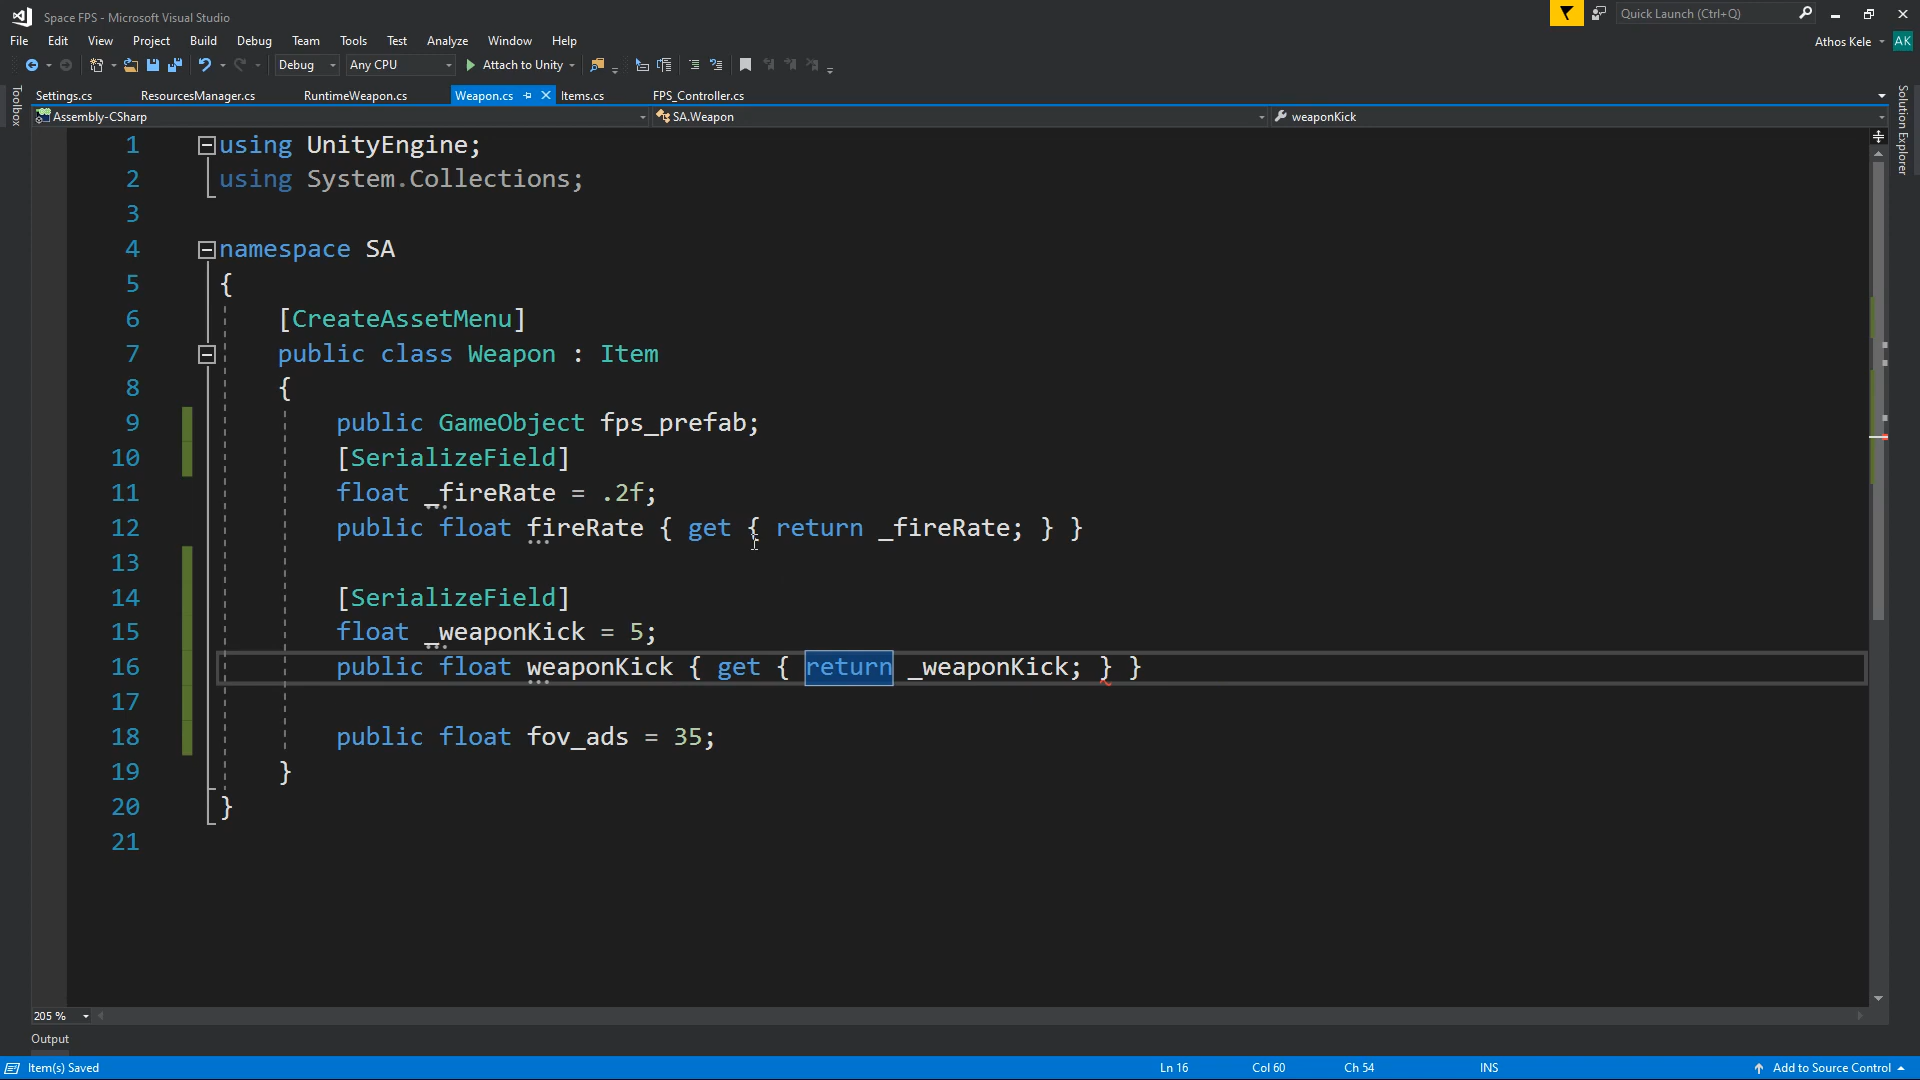 Space FPS - Microsoft Visual Studio
Quick Launch (Ctrl+Q)
File Edit View Project Build Debug Team Tools Test Analyze Window Help
Athos Kele AK
Debug Any CPU Attach to Unity
Toolbox
Settings.cs ResourcesManager.cs RuntimeWeapon.cs Weapon.cs Items.cs FPS_Controller.cs
Solution Explorer
Assembly-CSharp SA.Weapon weaponKick
1 using UnityEngine;
2 using System.Collections;
3
4 namespace SA
5 {
6 [CreateAssetMenu]
7 public class Weapon : Item
8 {
9 public GameObject fps_prefab;
10 [SerializeField]
11 float _fireRate = .2f;
12 public float fireRate { get { return _fireRate; } }
13
14 [SerializeField]
15 float _weaponKick = 5;
16 public float weaponKick { get { return _weaponKick; } }
17
18 public float fov_ads = 35;
19 }
20 }
21
205 %
Output
Item(s) Saved Ln 16 Col 60 Ch 54 INS Add to Source Control